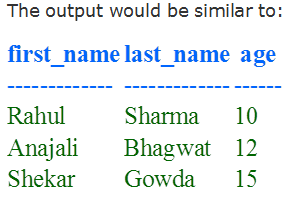 The output would be similar to:
first_name last_name age
------------- ------------- ------
Rahul Sharma 10
Anajali Bhagwat 12
Shekar Gowda 15